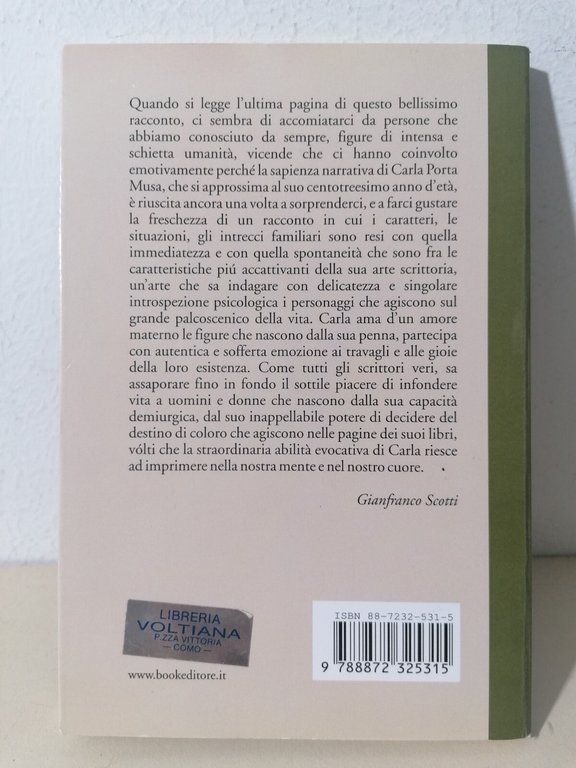 Quando si legge l'ultima pagina di questo bellissimo
racconto, ci sembra di accomiatarci da persone che
abbiamo conosciuto da sempre, figure di intensa e
schietta umanità, vicende che ci hanno coinvolto
emotivamente perché la sapienza narrativa di Carla Porta
Musa, che si approssima al suo centotreesimo anno d'età,
è riuscita ancora una volta a sorprenderci, e a farci gustare
la freschezza di un racconto in cui i caratteri, le
situazioni, gli intrecci familiari sono resi con quella
immediatezza e con quella spontaneità che sono fra le
caratteristiche piú accattivanti della sua arte scrittoria,
un'arte che sa indagare con delicatezza e singolare
introspezione psicologica i personaggi che agiscono sul
grande palcoscenico della vita. Carla ama d'un amore
materno le figure che nascono dalla sua penna, partecipa
con autentica e sofferta emozione ai travagli e alle gioie
della loro esistenza. Come tutti gli scrittori veri, sa
assaporare fino in fondo il sottile piacere di infondere
vita a uomini e donne che nascono dalla sua capacità
demiurgica, dal suo inappellabile potere di decidere del
destino di coloro che agiscono nelle pagine dei suoi libri,
vólti che la straordinaria abilità evocativa di Carla riesce
ad imprimere nella nostra mente e nel nostro cuore.
Gianfranco Scotti
LIBRERIA
VOLTIANA
P.ZZA VITTORIA
— COMO —
www.bookeditore.it
ISBN 88-7232-531-5
9 788872 325315